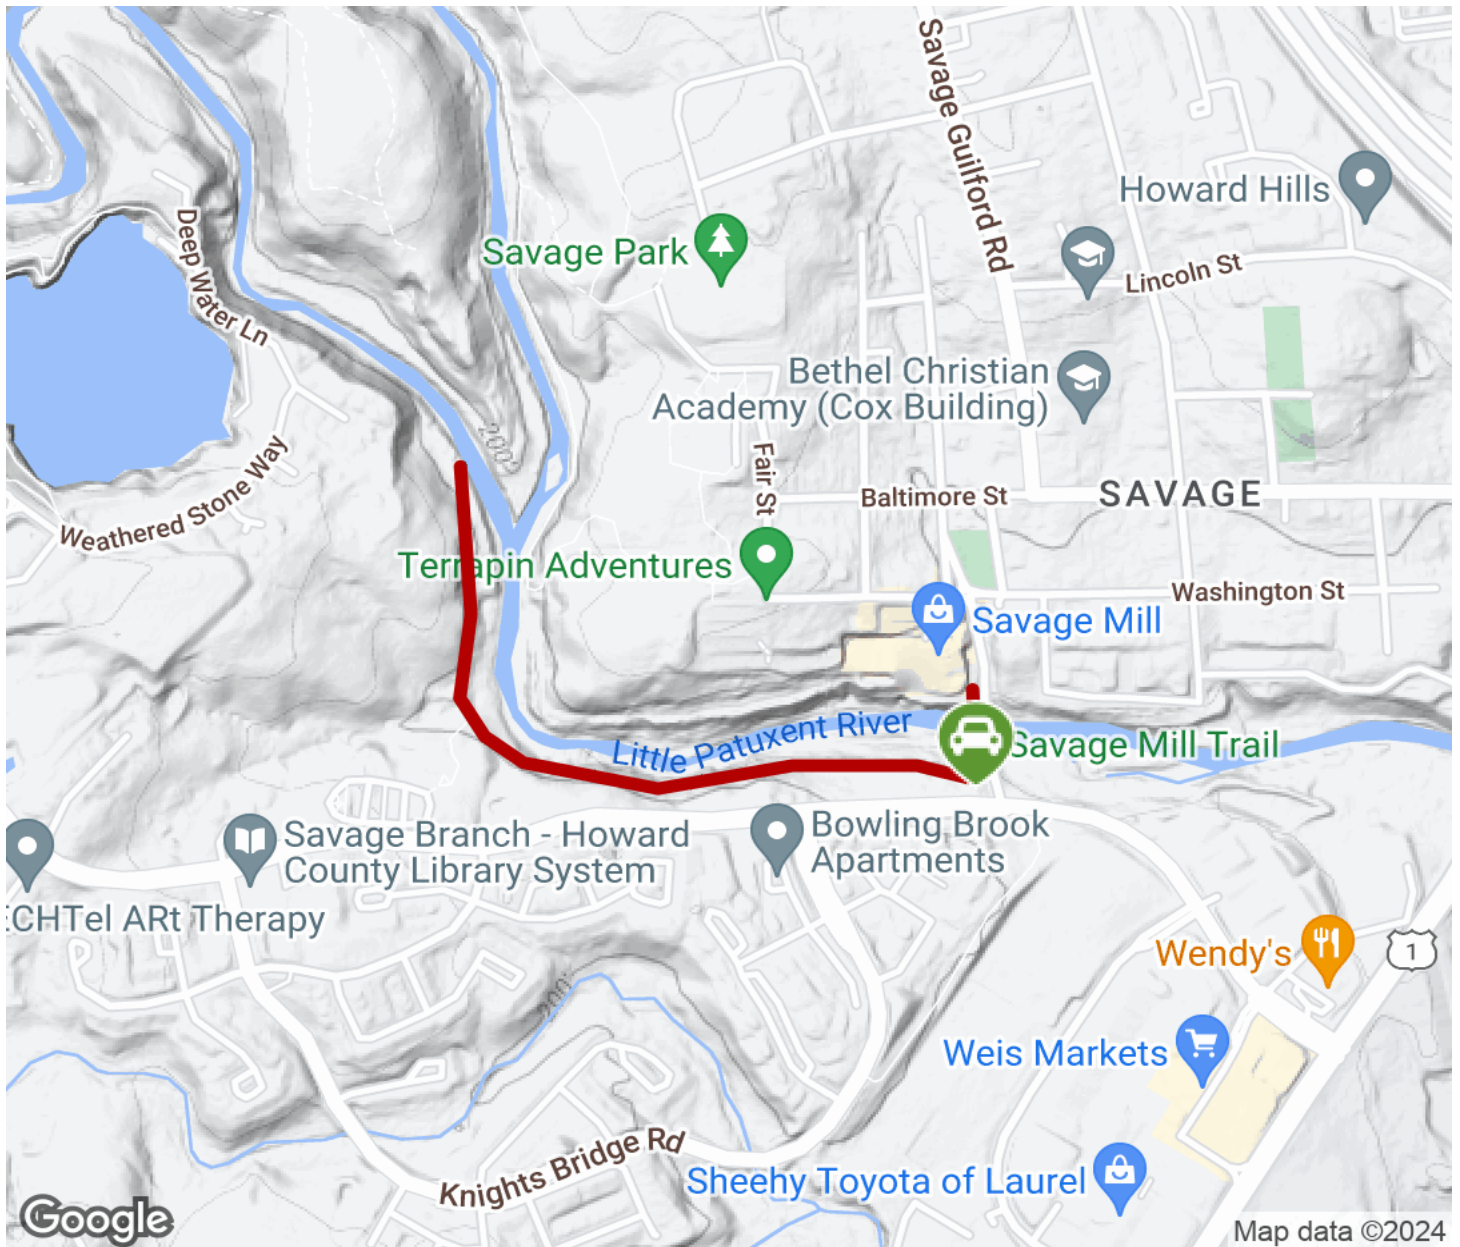 Savage Guilford Rd
Howard Hills
Deep Water Ln
Savage Park
Lincoln St
Bethel Christian
Academy (Cox Building)
200'
Fair St
Baltimore St
SAVAGE
Weathered Stone Way
Terrapin Adventures
Washington St
Savage Mill
Little Patuxent River
Savage Mill Trail
Savage Branch - Howard
County Library System
Bowling Brook
Apartments
ECHTel ARt Therapy
Wendy's
1
200'
Weis Markets
Knights Bridge Rd
Sheehy Toyota of Laurel
Google
Map data ©2024